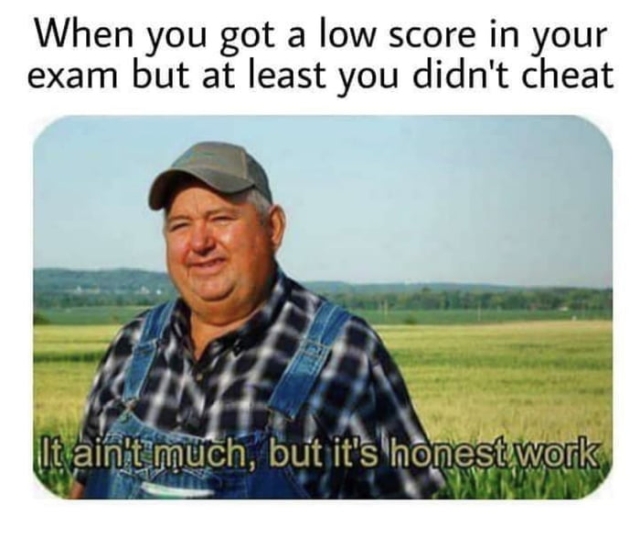 When you got a low score in your
exam but at least you didn't cheat
It ain't much, but it's honest work